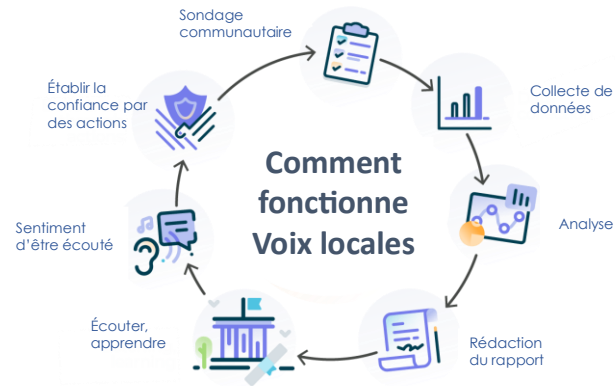 Sondage
communautaire
Collecte de
données
Analyse
Rédaction
du rapport
Écouter,
apprendre
Sentiment
d'être écouté
Établir la
confiance par
des actions
Comment
fonctionne
Voix locales